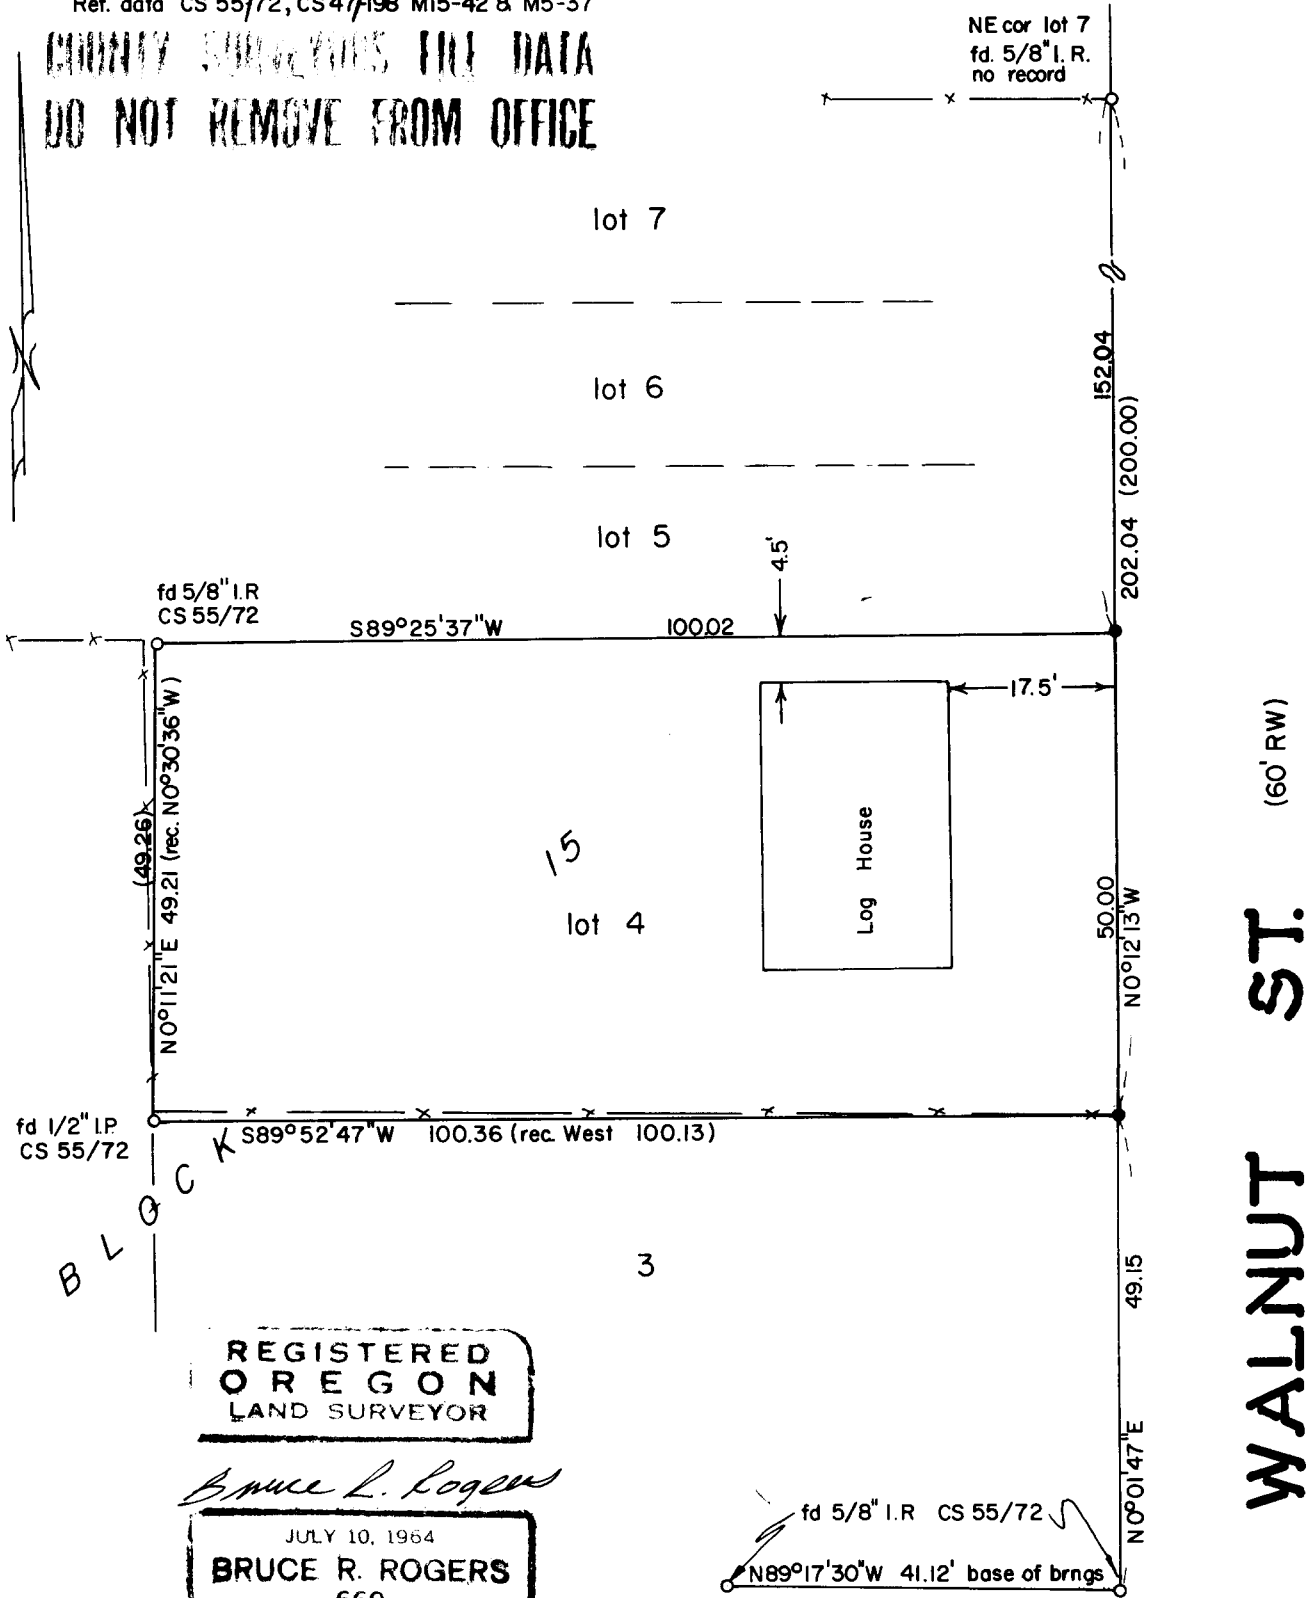 Ref. data CS 55/72, CS 47/198 M15-42 & M5-37
COUNTY SURVEYORS FILE DATA
DO NOT REMOVE FROM OFFICE
NE cor lot 7
fd. 5/8" I.R.
no record
lot 7
152.04
lot 6
202.04 (200.00)
lot 5
4.5'
fd 5/8" I.R
CS 55/72
S89°25'37"W 100.02
17.5'
(49.26)
N0°11'21"E 49.21 (rec. N0°30'36"W)
15
lot 4
Log House
50.00
N0°12'13"W
(60' RW)
WALNUT ST.
fd 1/2" I.P.
CS 55/72
S89°52'47"W 100.36 (rec. West 100.13)
BLOCK
3
49.15
N0°01'47"E
REGISTERED
OREGON
LAND SURVEYOR
Bruce R. Rogers
JULY 10, 1964
BRUCE R. ROGERS
fd 5/8" I.R CS 55/72
N89°17'30"W 41.12' base of brngs